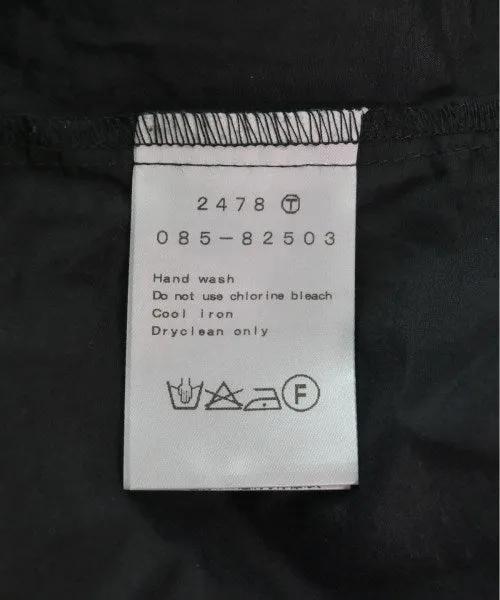 2478 Ⓣ
085-82503
Hand wash
Do not use chlorine bleach
Cool iron
Dryclean only
F